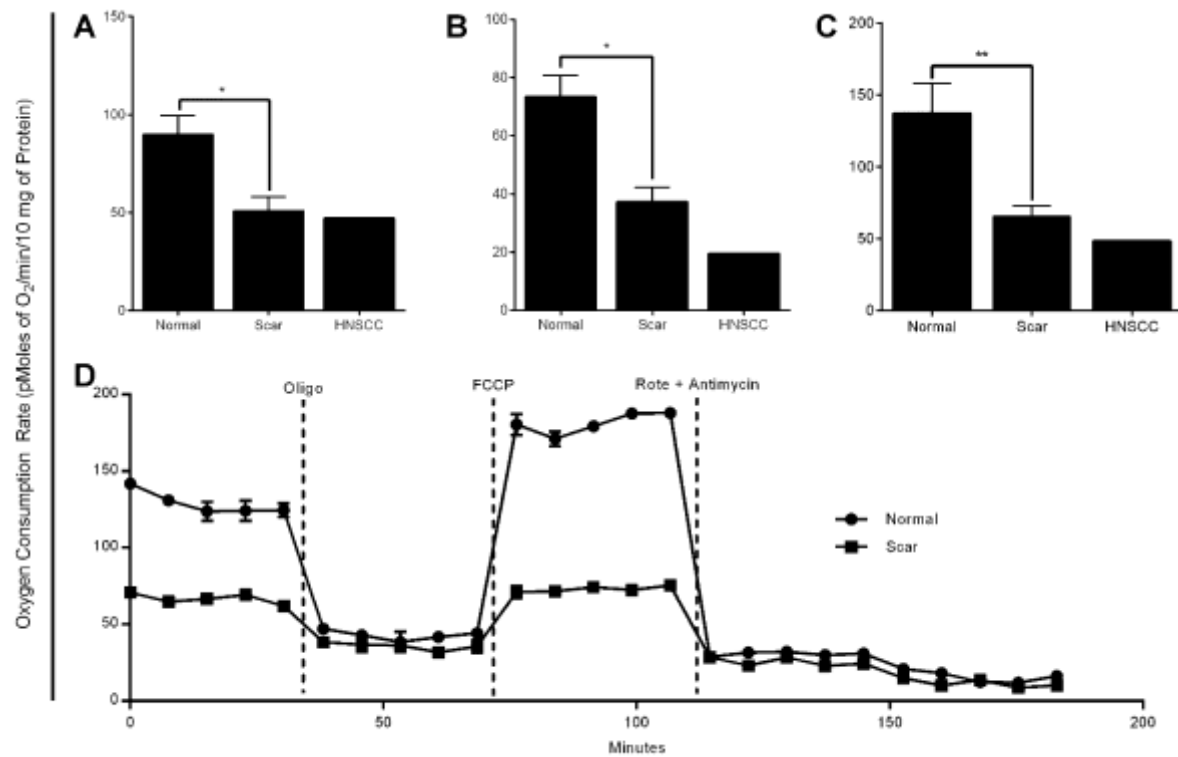 Oxygen Consumption Rate (pMoles of O₂/min/10 mg of Protein)
A
150
100
50
0
*
Normal Scar HNSCC
B
100
80
60
40
20
0
*
Normal Scar HNSCC
C
200
150
100
50
0
**
Normal Scar HNSCC
D
Oligo FCCP Rote + Antimycin
200
150
100
50
0
Normal
Scar
0 50 100 150 200
Minutes